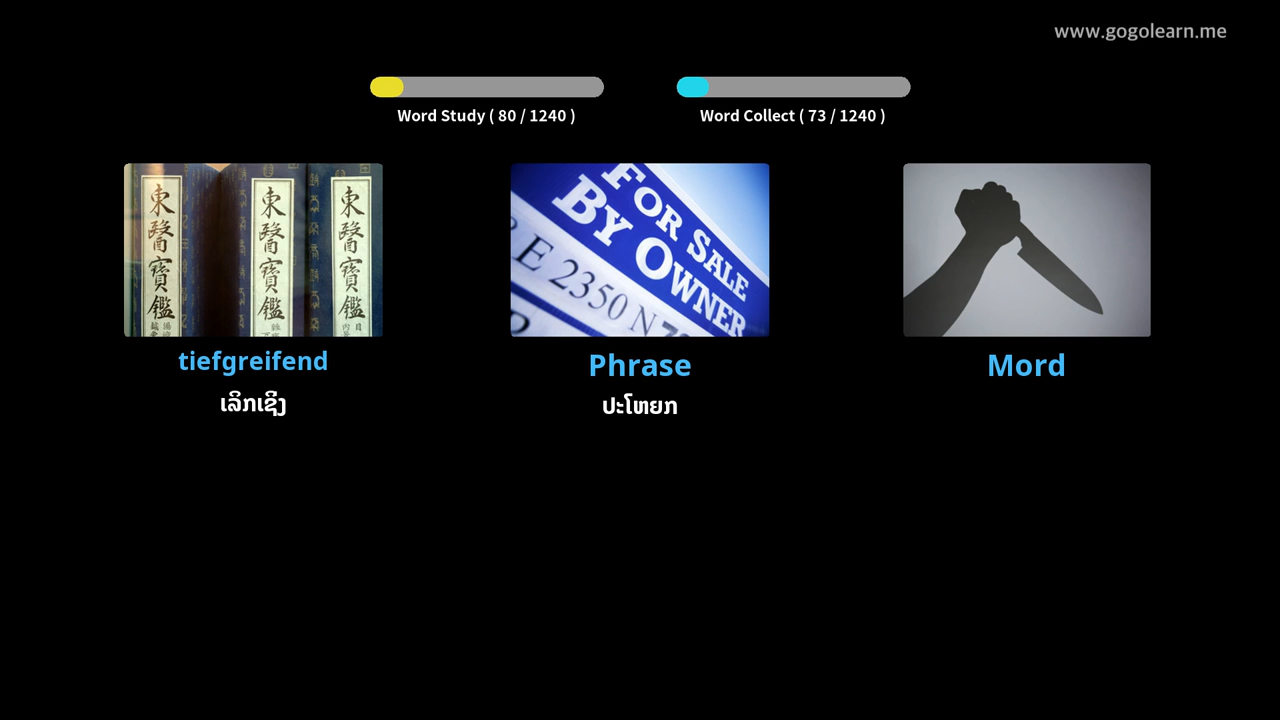 www.gogolearn.me
Word Study ( 80 / 1240 )
Word Collect ( 73 / 1240 )
東醫寶鑑
東醫寶鑑
東醫寶鑑
FOR SALE
BY OWNER
E 2350 N
tiefgreifend
Phrase
Mord
ເລິກເຊິງ
ປະໂຫຍກ